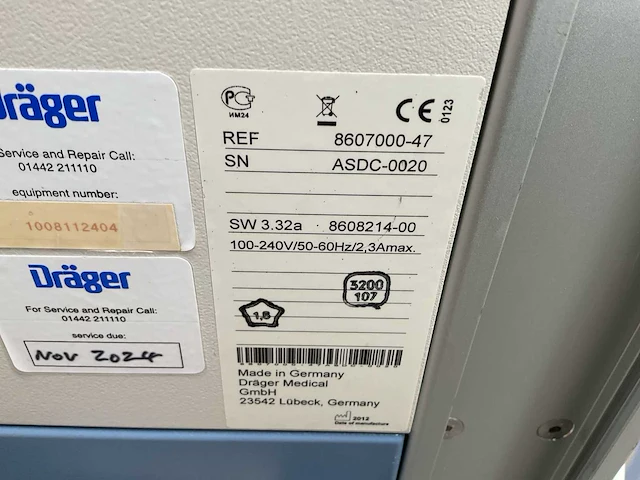 Dräger
Service and Repair Call:
01442 211110
equipment number:
1008112404
Dräger
For Service and Repair Call:
01442 211110
service due:
Nov 2024
ИМ24
CE 0123
REF 8607000-47
SN ASDC-0020
SW 3.32a 8608214-00
100-240V/50-60Hz/2,3Amax.
3200
107
1,8
Made in Germany
Dräger Medical
GmbH
23542 Lübeck, Germany
2012
Date of manufacture